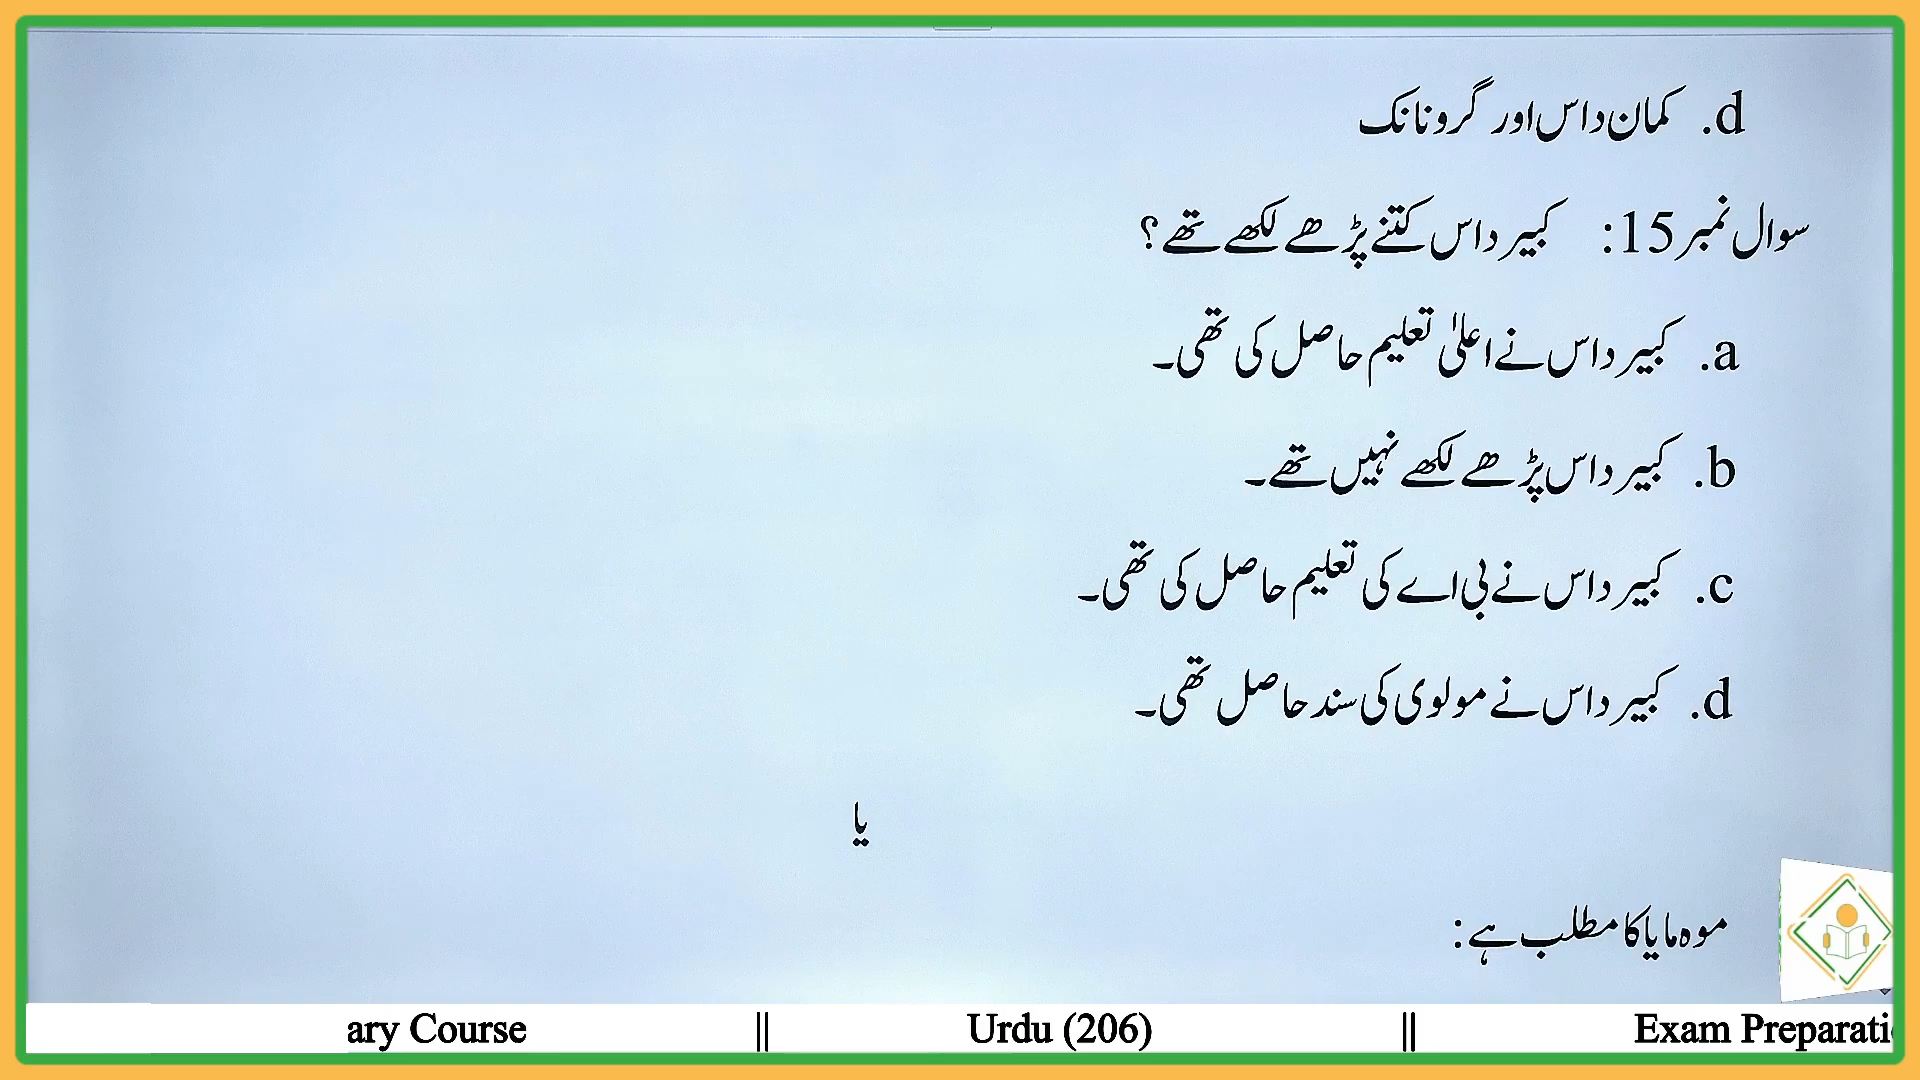 d. کمان داس اور گرونانک
سوال نمبر 15: کبیر داس کتنے پڑھے لکھے تھے؟
a. کبیر داس نے اعلیٰ تعلیم حاصل کی تھی۔
b. کبیر داس پڑھے لکھے نہیں تھے۔
c. کبیر داس نے بی اے کی تعلیم حاصل کی تھی۔
d. کبیر داس نے مولوی کی سند حاصل تھی۔
یا
موہ مایا کا مطلب ہے:
ary Course || Urdu (206) || Exam Preparati